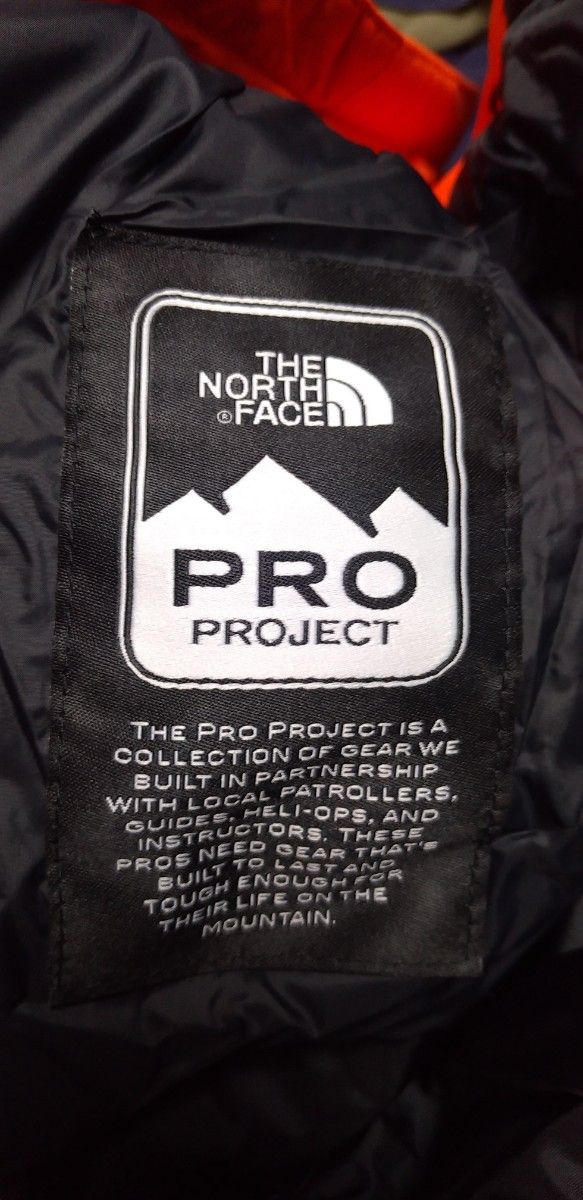 THE
NORTH
® FACE
PRO
PROJECT
THE PRO PROJECT IS A
COLLECTION OF GEAR WE
BUILT IN PARTNERSHIP
WITH LOCAL PATROLLERS,
GUIDES, HELI-OPS, AND
INSTRUCTORS. THESE
PROS NEED GEAR THAT'S
BUILT TO LAST AND
TOUGH ENOUGH FOR
THEIR LIFE ON THE
MOUNTAIN.